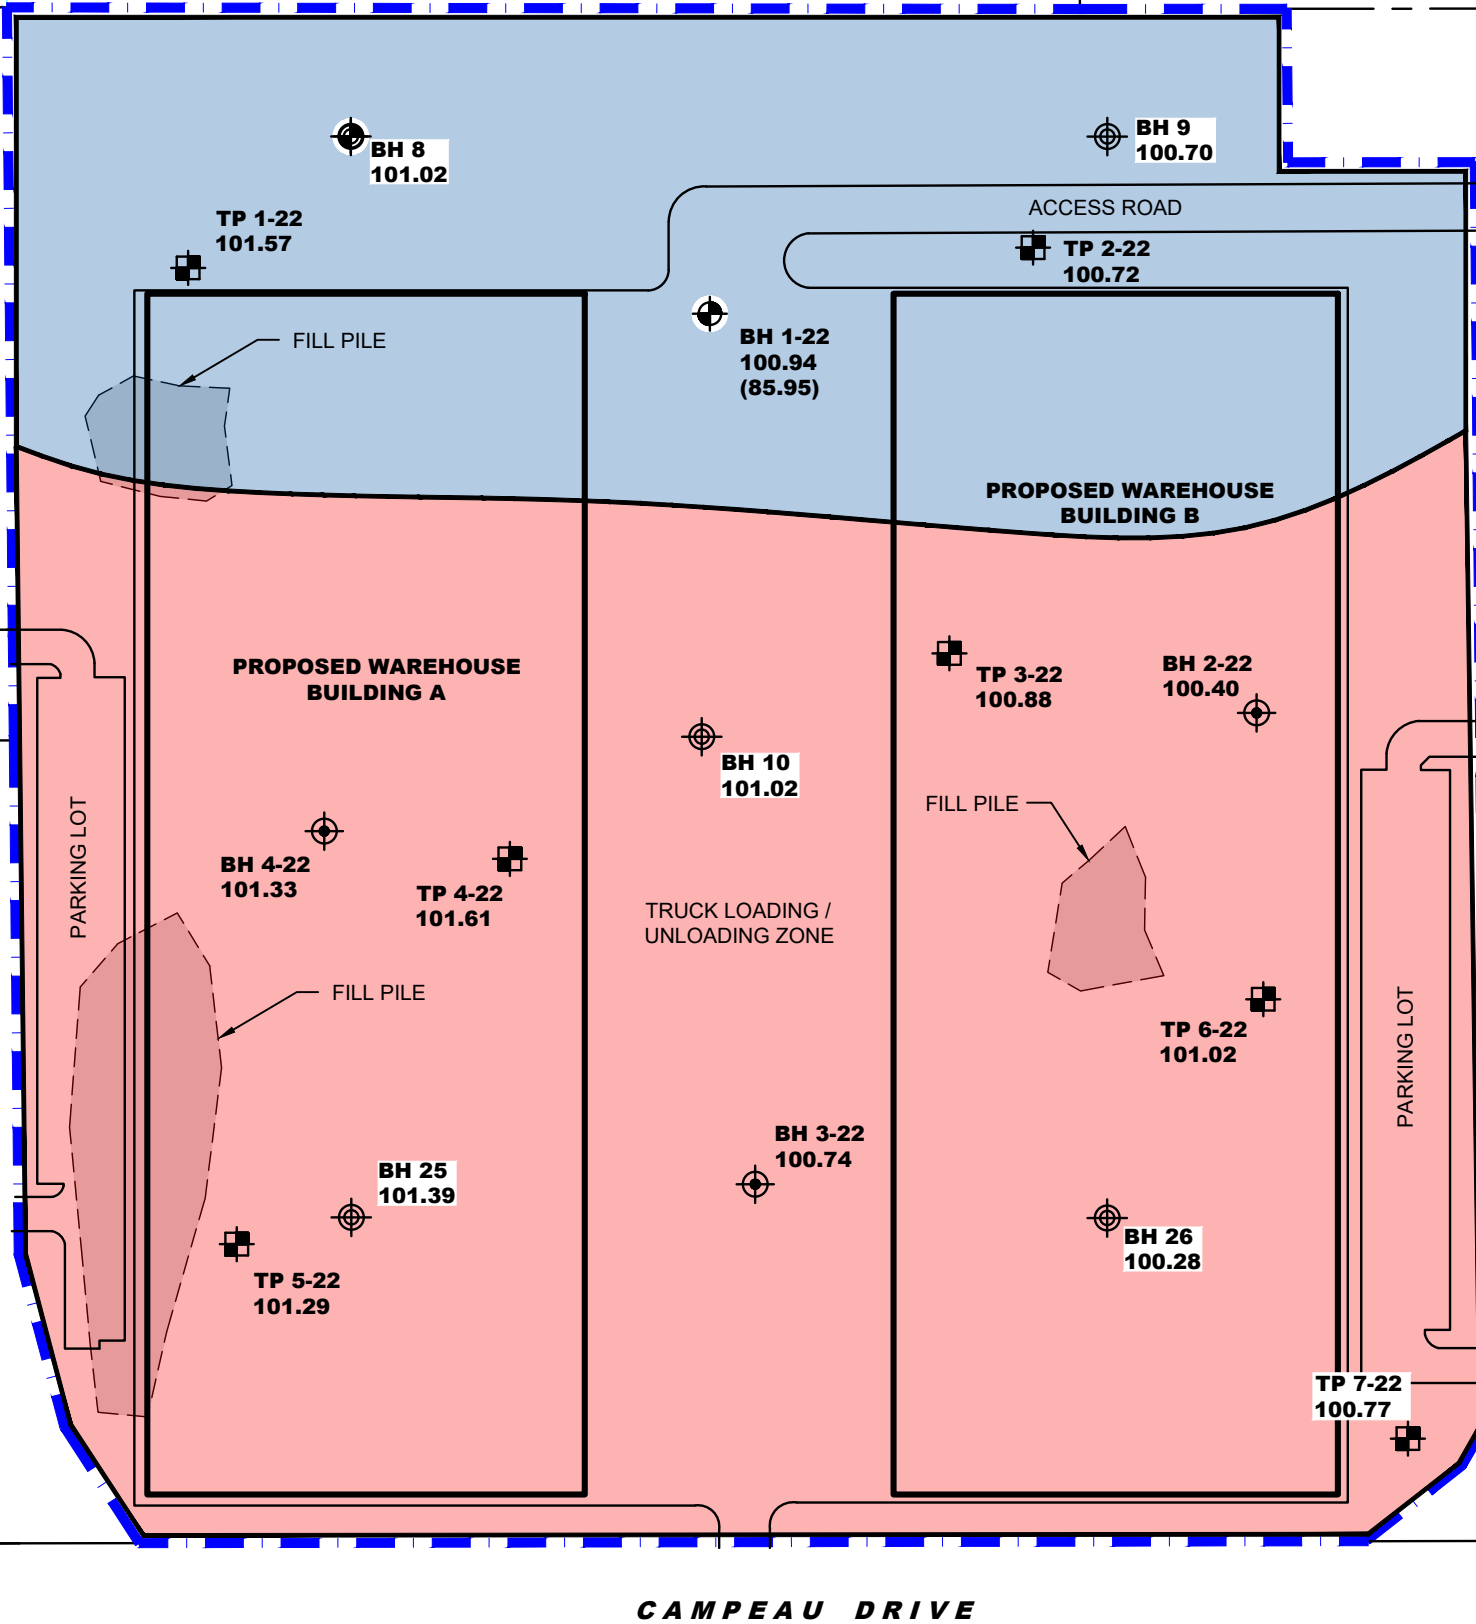 BH 8
101.02
BH 9
100.70
ACCESS ROAD
TP 1-22
101.57
TP 2-22
100.72
FILL PILE
BH 1-22
100.94
(85.95)
PROPOSED WAREHOUSE
BUILDING B
PROPOSED WAREHOUSE
BUILDING A
TP 3-22
100.88
BH 2-22
100.40
BH 10
101.02
FILL PILE
PARKING LOT
BH 4-22
101.33
TP 4-22
101.61
TRUCK LOADING /
UNLOADING ZONE
FILL PILE
TP 6-22
101.02
PARKING LOT
BH 3-22
100.74
BH 25
101.39
BH 26
100.28
TP 5-22
101.29
TP 7-22
100.77
CAMPEAU DRIVE